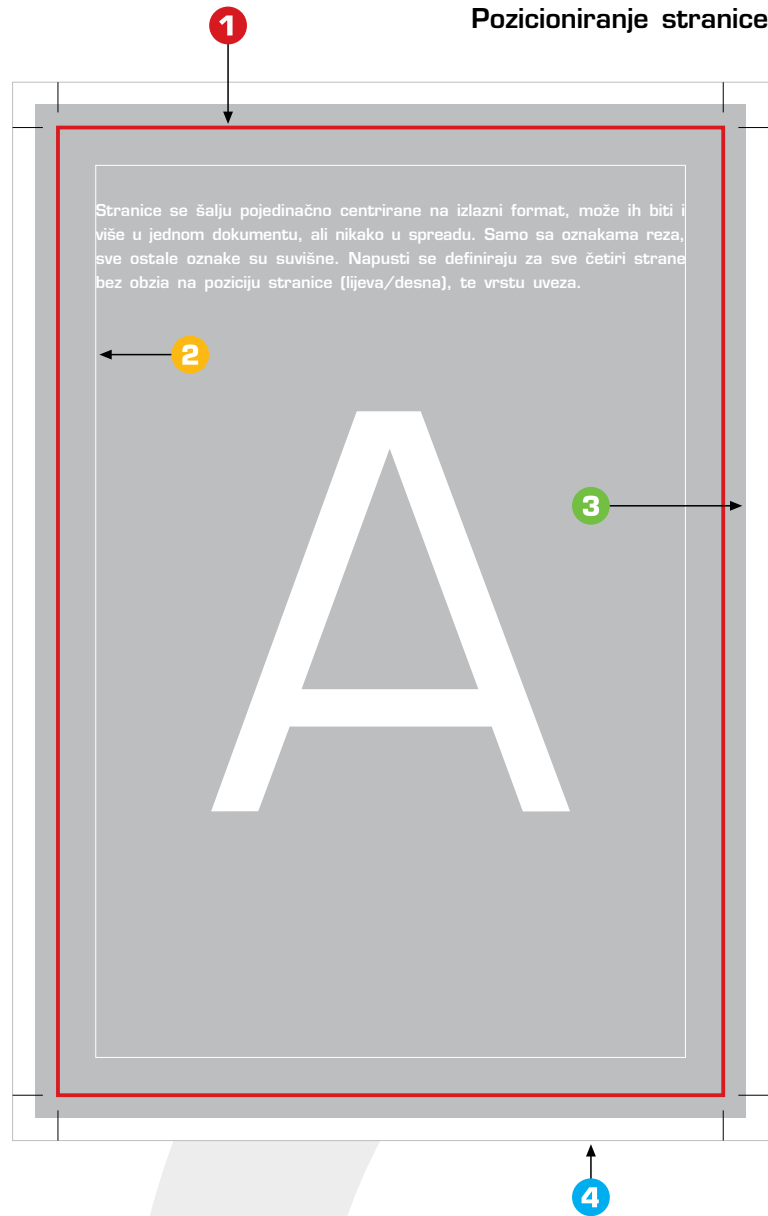 Pozicioniranje stranice
1
Stranice se šalju pojedinačno centrirane na izlazni format, može ih biti i
više u jednom dokumentu, ali nikako u spreadu. Samo sa oznakama reza,
sve ostale oznake su suvišne. Napusti se definiraju za sve četiri strane
bez obzia na poziciju stranice (lijeva/desna), te vrstu uveza.
2
A
3
4